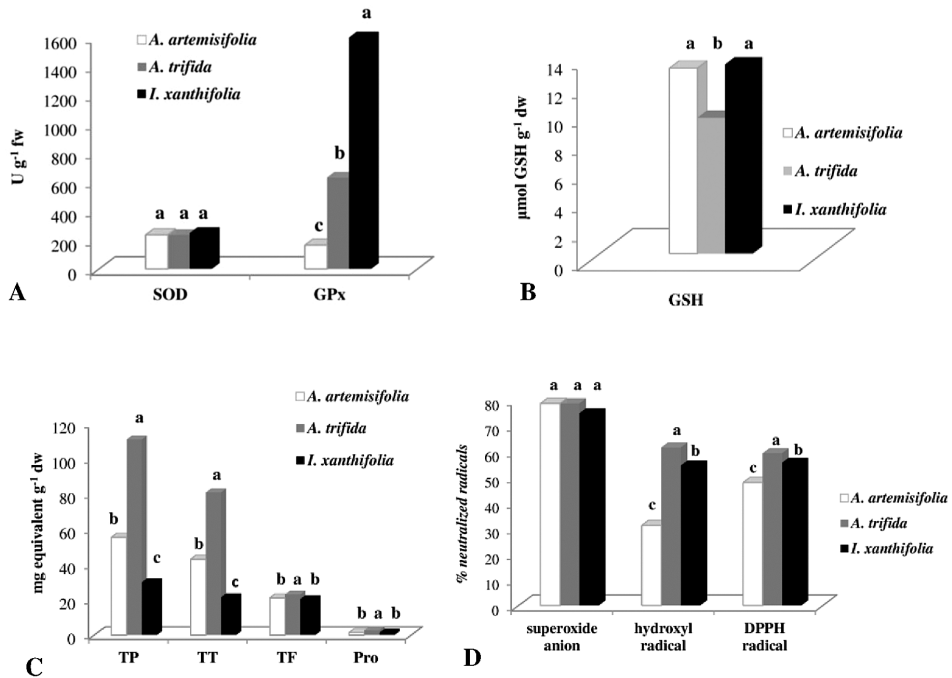 a
1600
1400
1200
1000
800
600
400
200
0
U g-1 fw
A. artemisifolia
A. trifida
I. xanthifolia
a a a
c
b
SOD
GPx
A
a b a
14
12
10
8
6
4
2
0
µmol GSH g-1 dw
A. artemisifolia
A. trifida
I. xanthifolia
GSH
B
A. artemisifolia
A. trifida
I. xanthifolia
120
100
80
60
40
20
0
mg equivalent g-1 dw
b
a
c
b
a
c
b a b
b a b
TP
TT
TF
Pro
C
80
70
60
50
40
30
20
10
0
% neutralized radicals
a a a
c
a
b
c
a
b
A. artemisifolia
A. trifida
I. xanthifolia
superoxide
anion
hydroxyl
radical
DPPH
radical
D